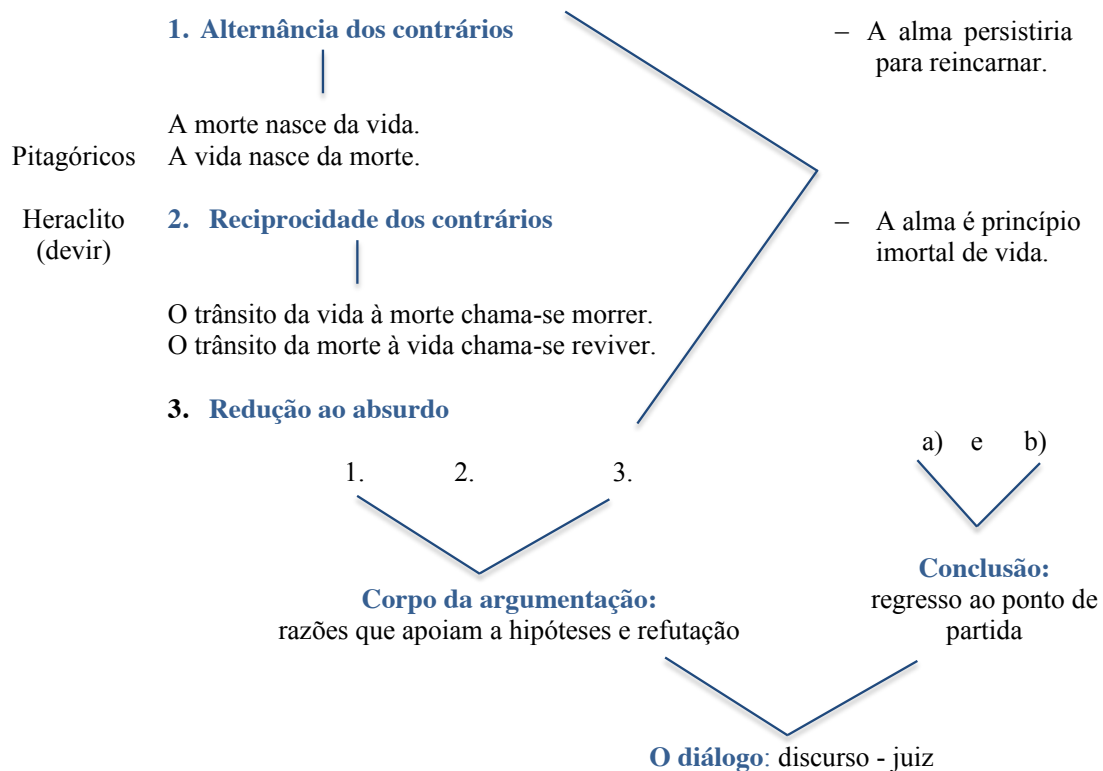 1. Alternância dos contrários
– A alma persistiria
para reincarnar.
A morte nasce da vida.
Pitagóricos A vida nasce da morte.
Heraclito
(devir)
2. Reciprocidade dos contrários
– A alma é princípio
imortal de vida.
O trânsito da vida à morte chama-se morrer.
O trânsito da morte à vida chama-se reviver.
3. Redução ao absurdo
a) e b)
1. 2. 3.
Corpo da argumentação:
razões que apoiam a hipóteses e refutação
Conclusão:
regresso ao ponto de
partida
O diálogo: discurso - juiz